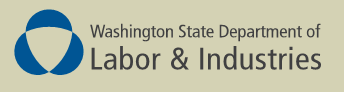 Washington State Department of
Labor & Industries